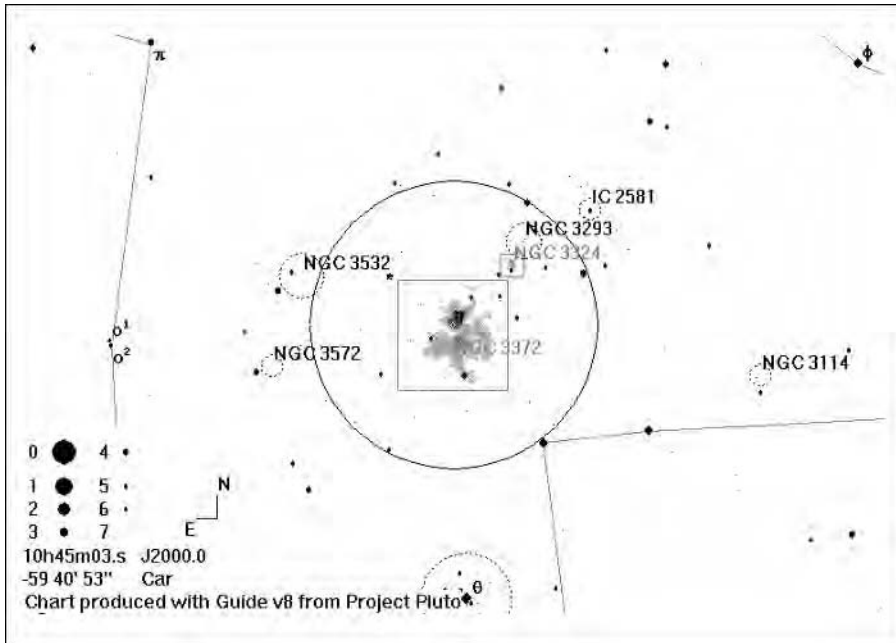 π
φ
IC 2581
NGC 3293
NGC 3324
NGC 3532
NGC 3372
o¹
o²
NGC 3572
NGC 3114
0 4
1 5
2 6
3 7
N
E
10h45m03.s J2000.0
-59 40' 53" Car
θ
Chart produced with Guide v8 from Project Pluto